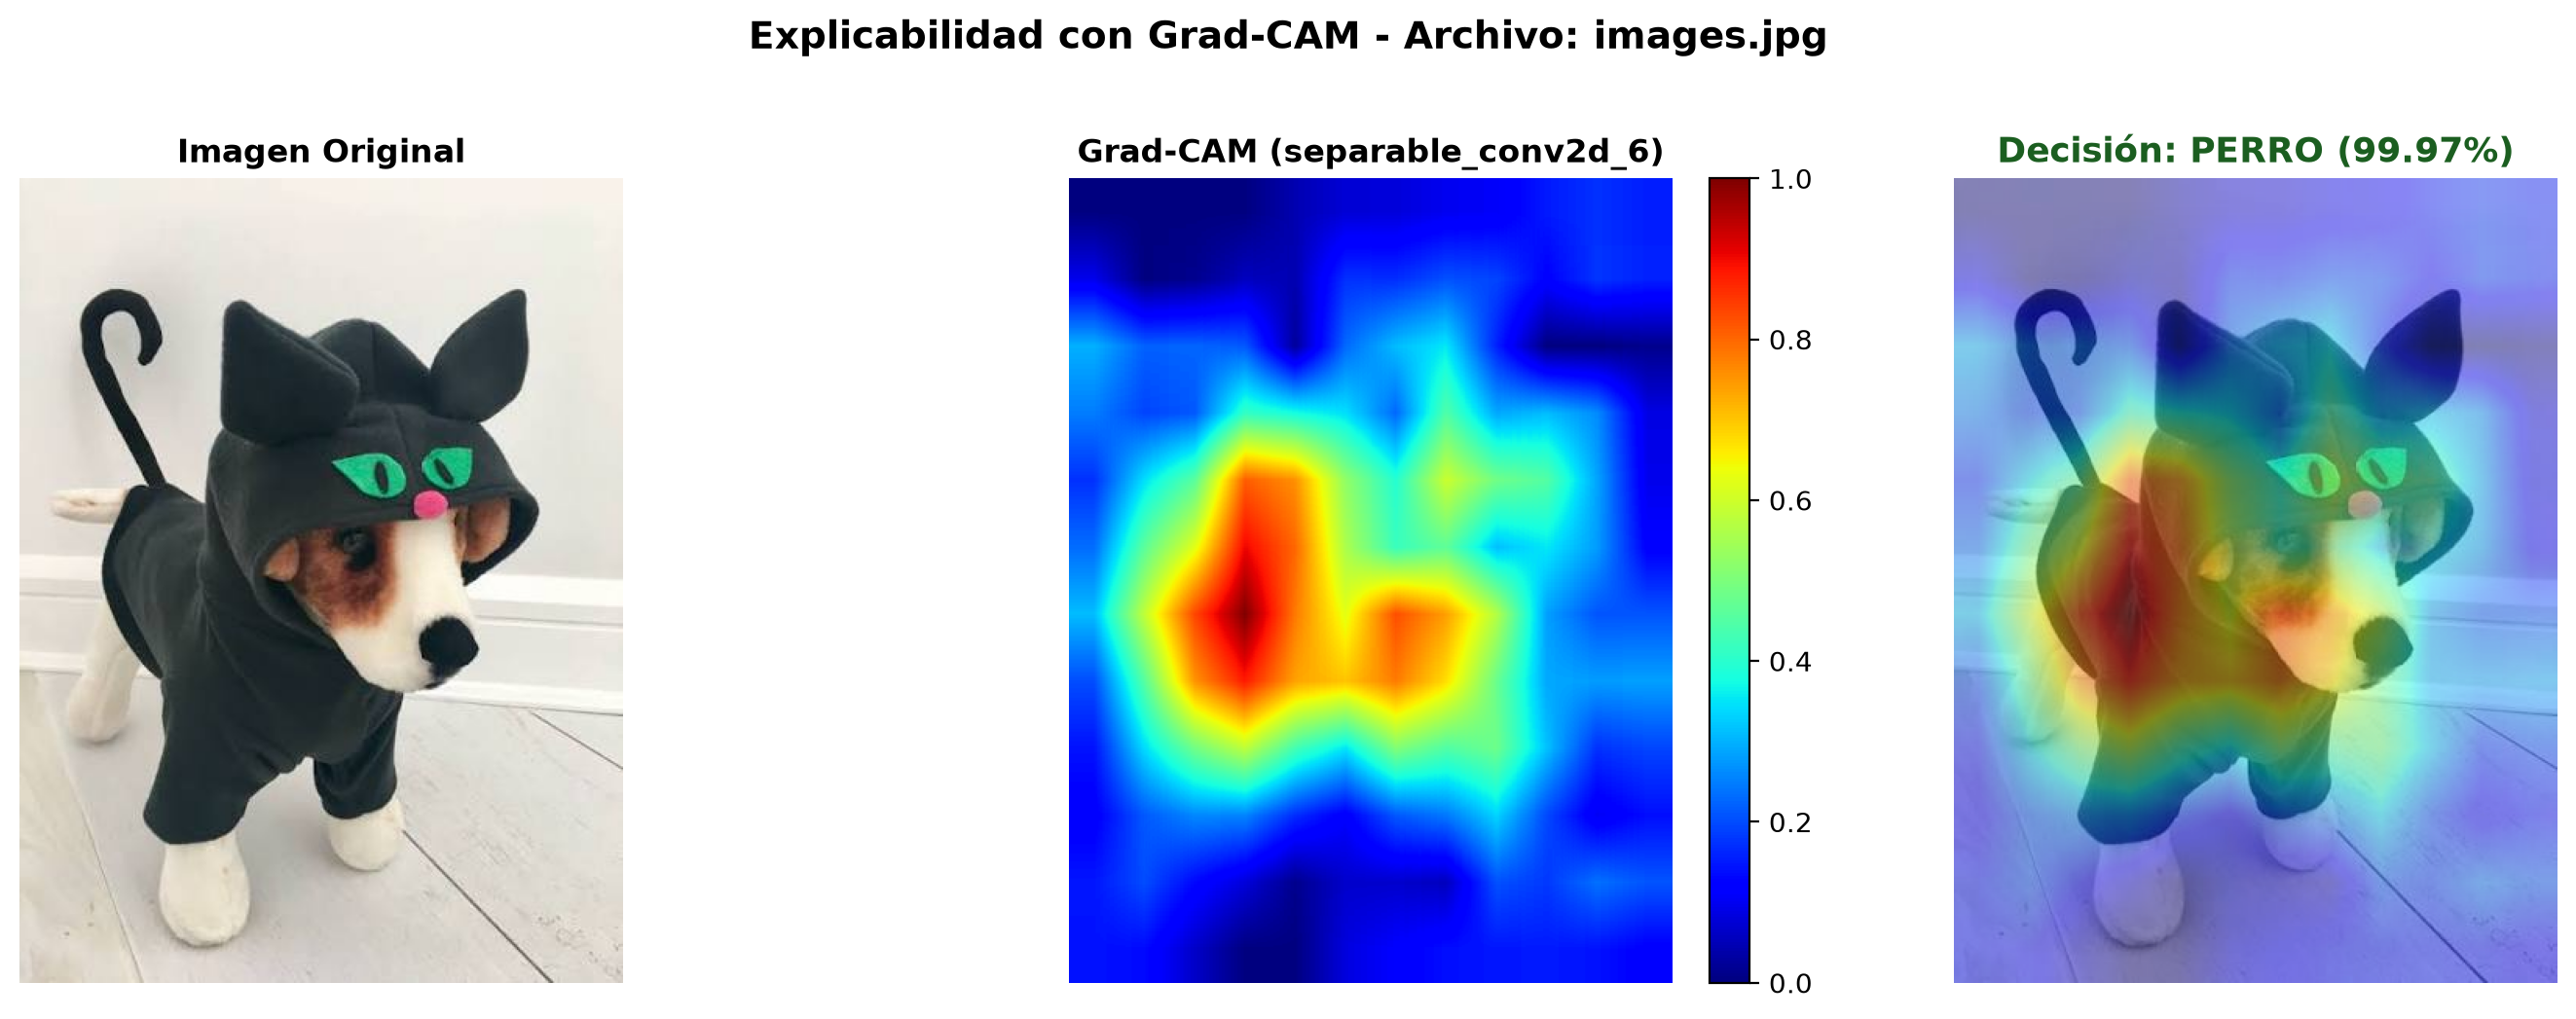 Explicabilidad con Grad-CAM - Archivo: images.jpg
Imagen Original
Grad-CAM (separable_conv2d_6)
Decisión: PERRO (99.97%)
1.0
0.8
0.6
0.4
0.2
0.0